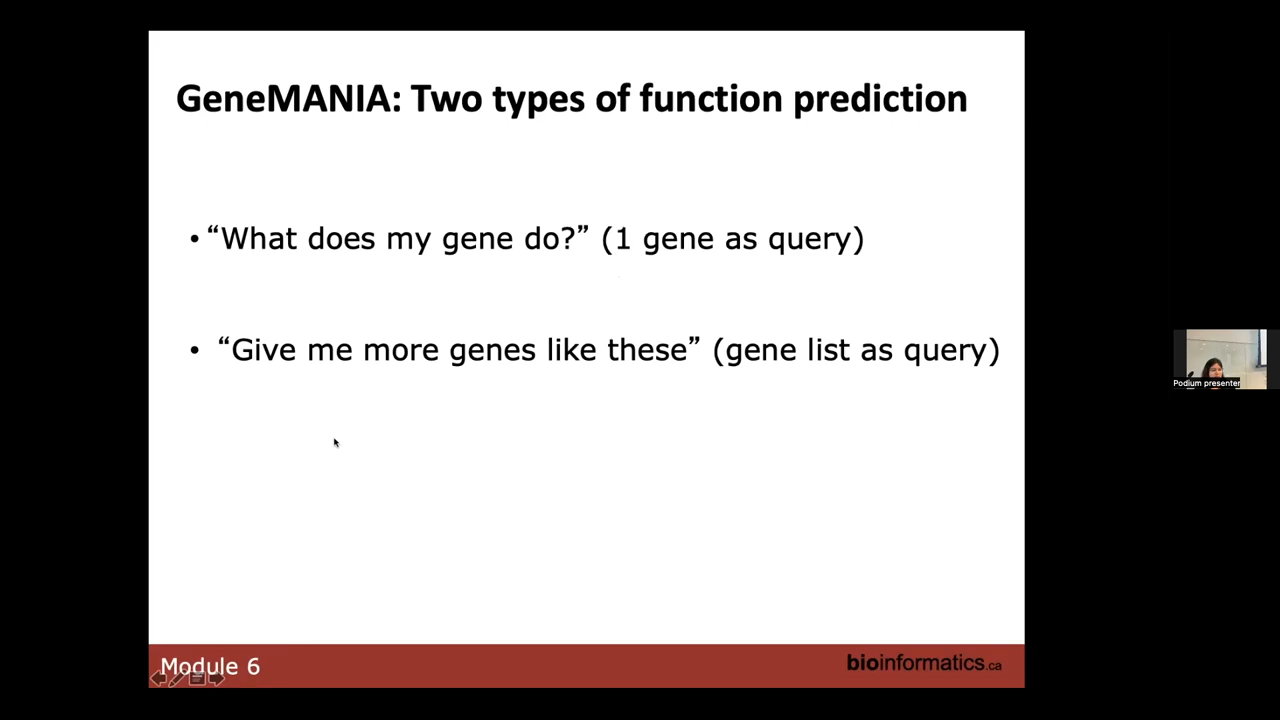 GeneMANIA: Two types of function prediction
• “What does my gene do?” (1 gene as query)
• “Give me more genes like these” (gene list as query)
Podium presenter
Module 6
bioinformatics.ca